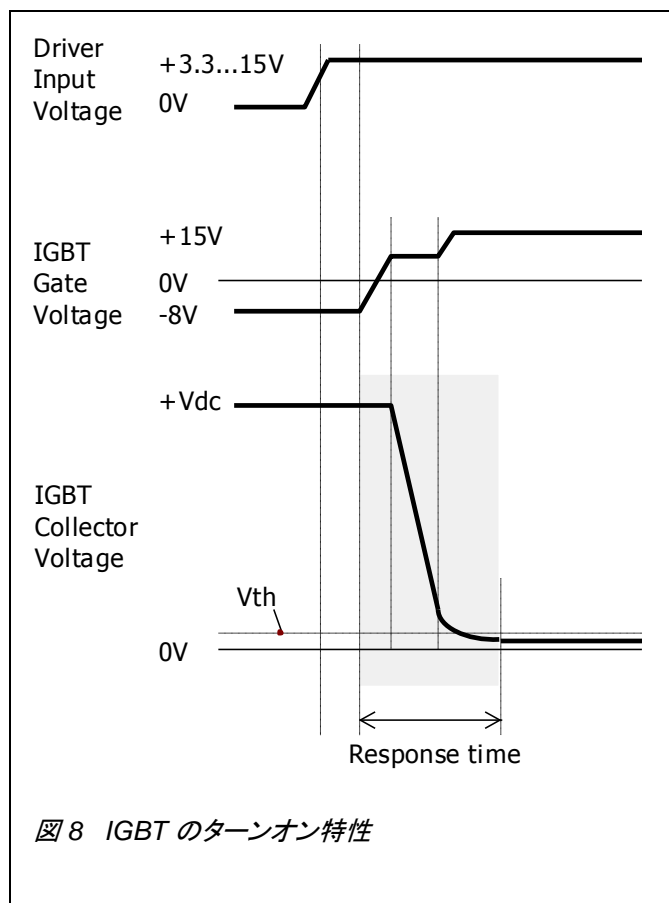 Driver
Input
Voltage
+3.3...15V
0V
IGBT
Gate
Voltage
+15V
0V
-8V
+Vdc
IGBT
Collector
Voltage
Vth
0V
Response time
図 8 IGBT のターンオン特性